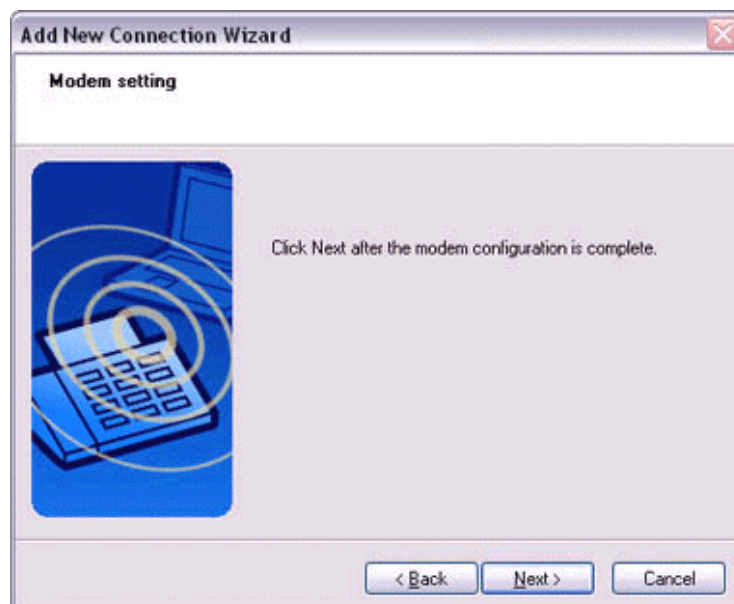 Add New Connection Wizard
Modem setting
Click Next after the modem configuration is complete.
< Back
Next >
Cancel